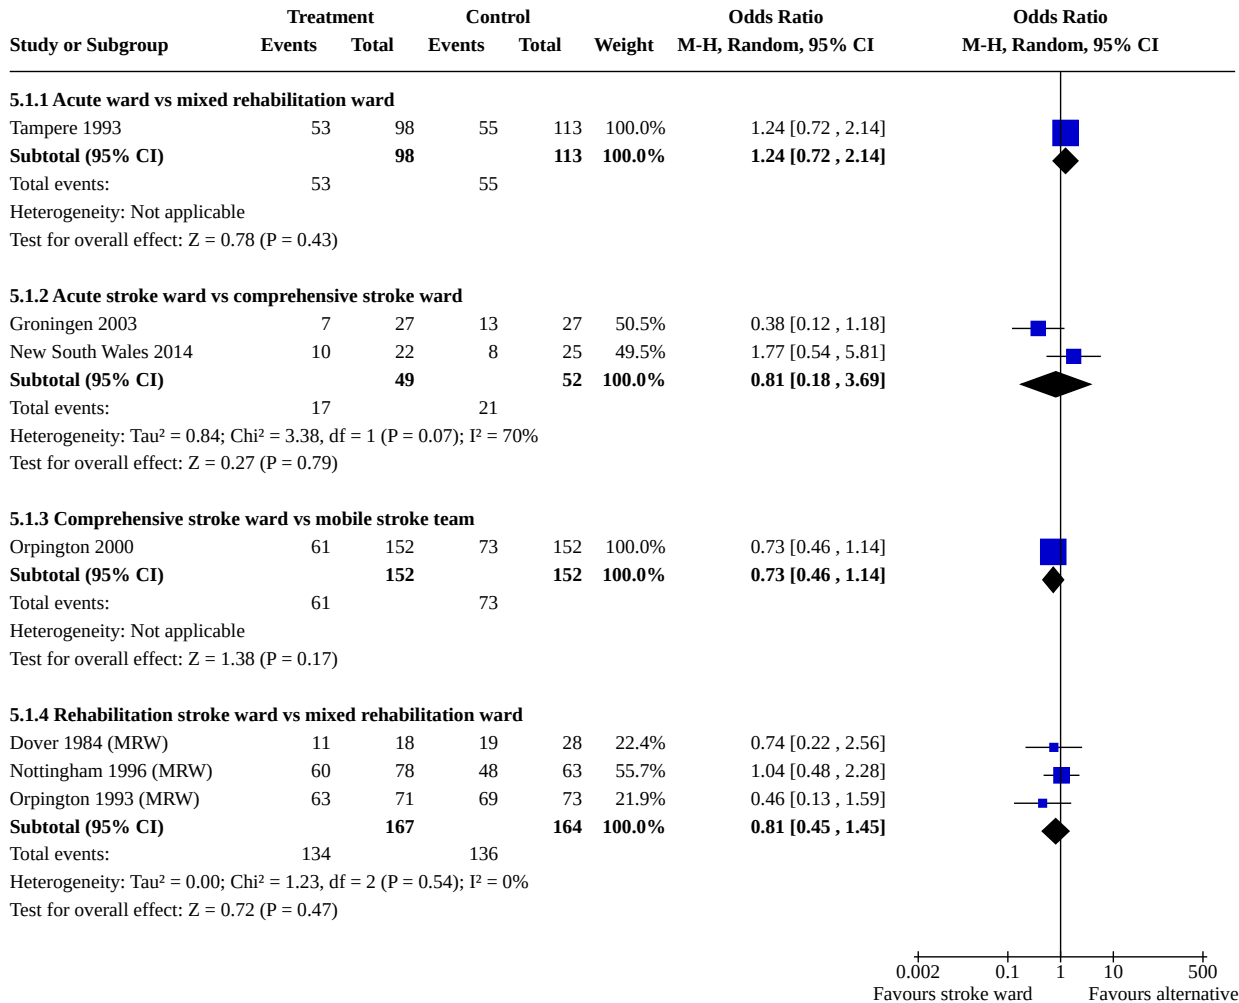 Treatment Control Odds Ratio Odds Ratio
Study or Subgroup Events Total Events Total Weight M-H, Random, 95% CI M-H, Random, 95% CI
5.1.1 Acute ward vs mixed rehabilitation ward
Tampere 1993 53 98 55 113 100.0% 1.24 [0.72 , 2.14]
Subtotal (95% CI) 98 113 100.0% 1.24 [0.72 , 2.14]
Total events: 53 55
Heterogeneity: Not applicable
Test for overall effect: Z = 0.78 (P = 0.43)
5.1.2 Acute stroke ward vs comprehensive stroke ward
Groningen 2003 7 27 13 27 50.5% 0.38 [0.12 , 1.18]
New South Wales 2014 10 22 8 25 49.5% 1.77 [0.54 , 5.81]
Subtotal (95% CI) 49 52 100.0% 0.81 [0.18 , 3.69]
Total events: 17 21
Heterogeneity: Tau² = 0.84; Chi² = 3.38, df = 1 (P = 0.07); I² = 70%
Test for overall effect: Z = 0.27 (P = 0.79)
5.1.3 Comprehensive stroke ward vs mobile stroke team
Orpington 2000 61 152 73 152 100.0% 0.73 [0.46 , 1.14]
Subtotal (95% CI) 152 152 100.0% 0.73 [0.46 , 1.14]
Total events: 61 73
Heterogeneity: Not applicable
Test for overall effect: Z = 1.38 (P = 0.17)
5.1.4 Rehabilitation stroke ward vs mixed rehabilitation ward
Dover 1984 (MRW) 11 18 19 28 22.4% 0.74 [0.22 , 2.56]
Nottingham 1996 (MRW) 60 78 48 63 55.7% 1.04 [0.48 , 2.28]
Orpington 1993 (MRW) 63 71 69 73 21.9% 0.46 [0.13 , 1.59]
Subtotal (95% CI) 167 164 100.0% 0.81 [0.45 , 1.45]
Total events: 134 136
Heterogeneity: Tau² = 0.00; Chi² = 1.23, df = 2 (P = 0.54); I² = 0%
Test for overall effect: Z = 0.72 (P = 0.47)
0.002 0.1 1 10 500
Favours stroke ward Favours alternative